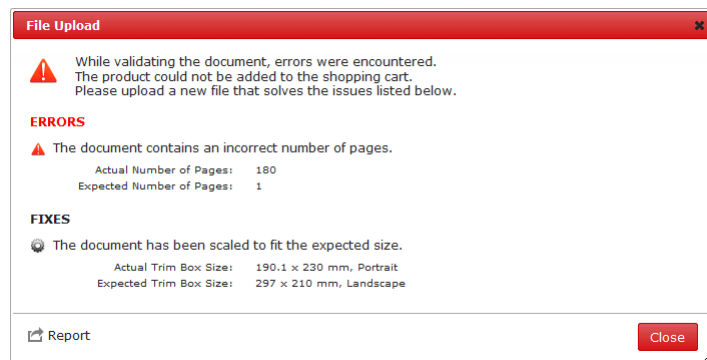 File Upload
While validating the document, errors were encountered.
The product could not be added to the shopping cart.
Please upload a new file that solves the issues listed below.
ERRORS
The document contains an incorrect number of pages.
Actual Number of Pages: 180
Expected Number of Pages: 1
FIXES
The document has been scaled to fit the expected size.
Actual Trim Box Size: 190.1 x 230 mm, Portrait
Expected Trim Box Size: 297 x 210 mm, Landscape
Report
Close